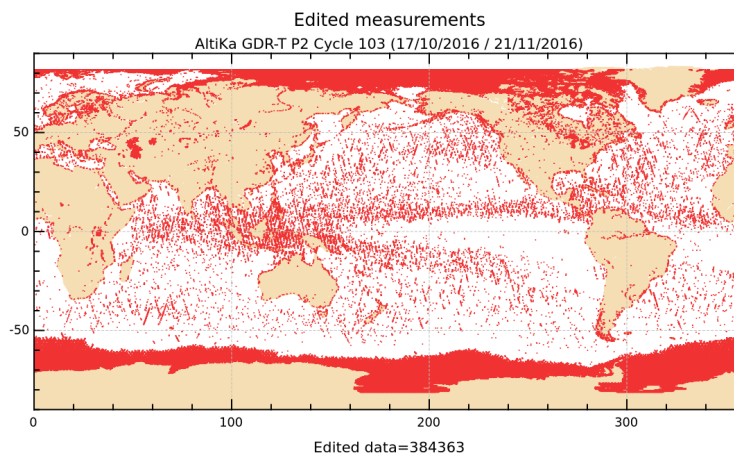 Edited measurements
AltiKa GDR-T P2 Cycle 103 (17/10/2016 / 21/11/2016)
50
0
-50
0 100 200 300
Edited data=384363